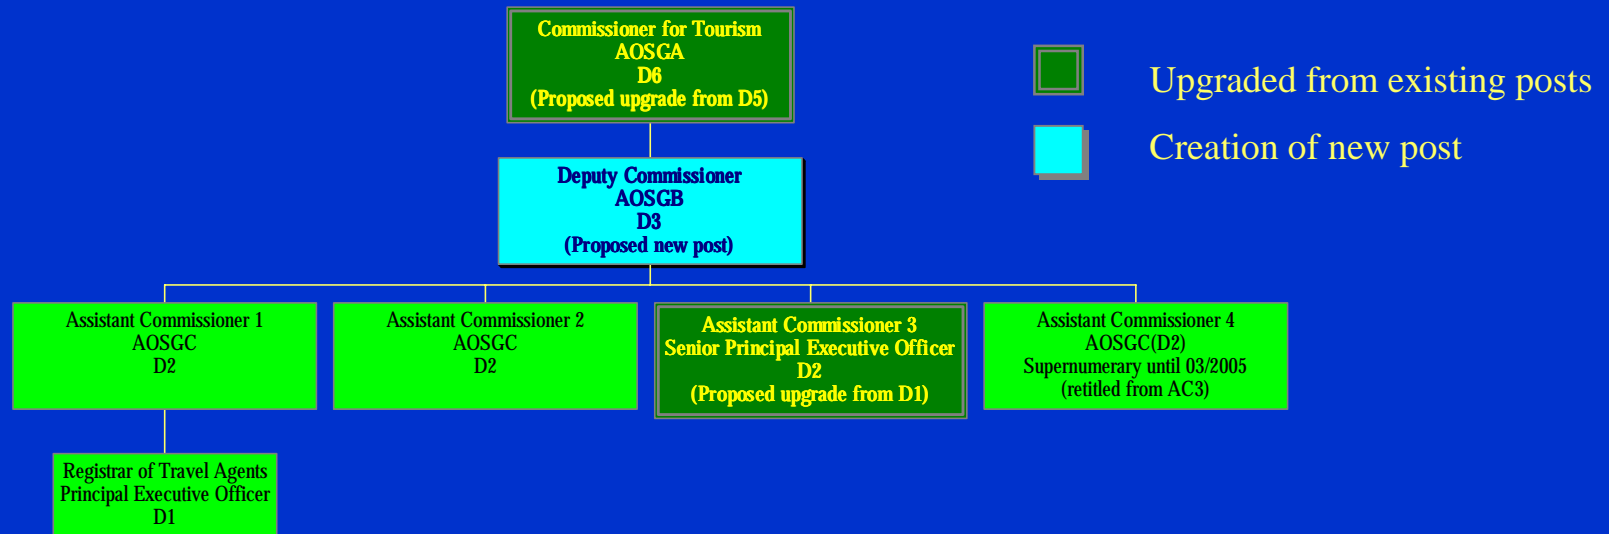 Commissioner for Tourism
AOSGA
D6
(Proposed upgrade from D5)
Upgraded from existing posts
Creation of new post
Deputy Commissioner
AOSGB
D3
(Proposed new post)
Assistant Commissioner 1
AOSGC
D2
Assistant Commissioner 2
AOSGC
D2
Assistant Commissioner 3
Senior Principal Executive Officer
D2
(Proposed upgrade from D1)
Assistant Commissioner 4
AOSGC(D2)
Supernumerary until 03/2005
(retitled from AC3)
Registrar of Travel Agents
Principal Executive Officer
D1